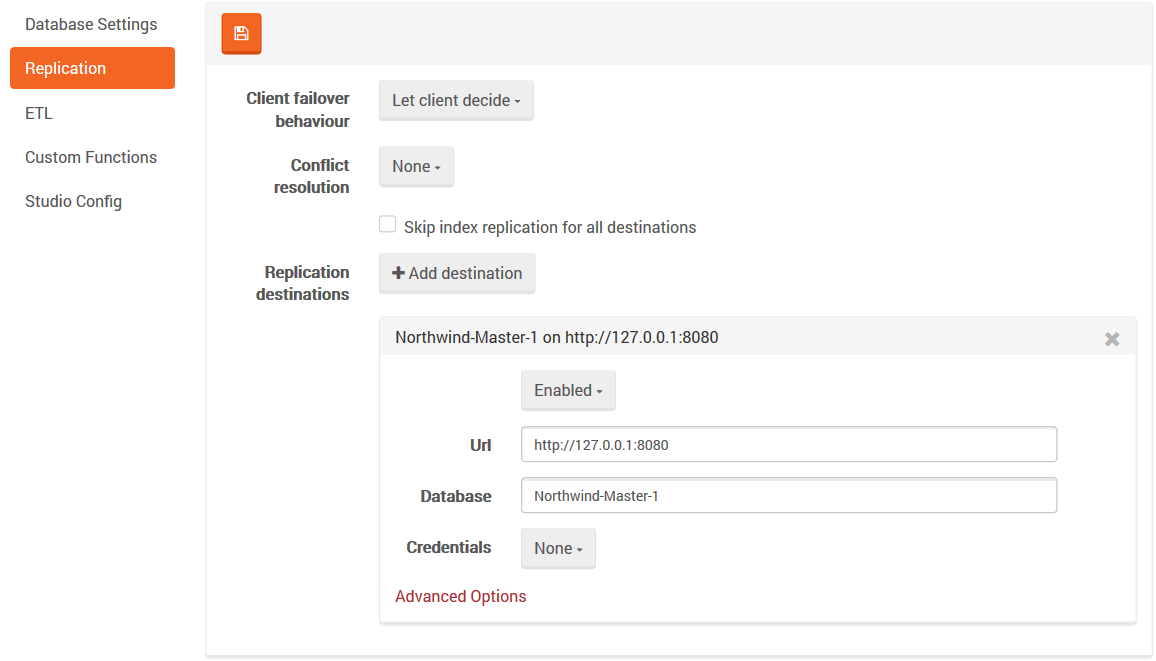 Database Settings
Replication
ETL
Custom Functions
Studio Config
Client failover
behaviour
Let client decide
Conflict
resolution
None
Skip index replication for all destinations
Replication
destinations
Add destination
Northwind-Master-1 on http://127.0.0.1:8080
Enabled
Url
http://127.0.0.1:8080
Database
Northwind-Master-1
Credentials
None
Advanced Options